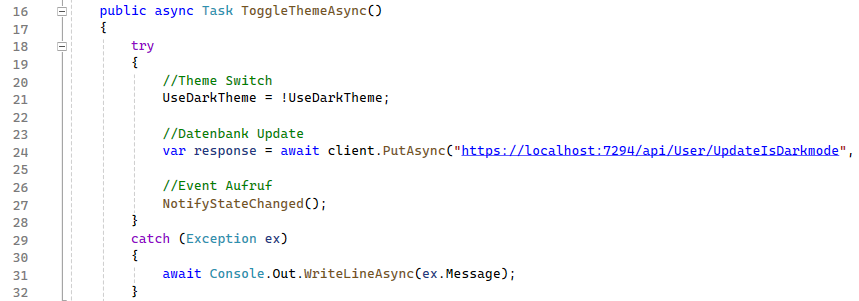 16 public async Task ToggleThemeAsync()
17 {
18 try
19 {
20 //Theme Switch
21 UseDarkTheme = !UseDarkTheme;
22
23 //Datenbank Update
24 var response = await client.PutAsync("https://localhost:7294/api/User/UpdateIsDarkmode",
25
26 //Event Aufruf
27 NotifyStateChanged();
28 }
29 catch (Exception ex)
30 {
31 await Console.Out.WriteLineAsync(ex.Message);
32 }